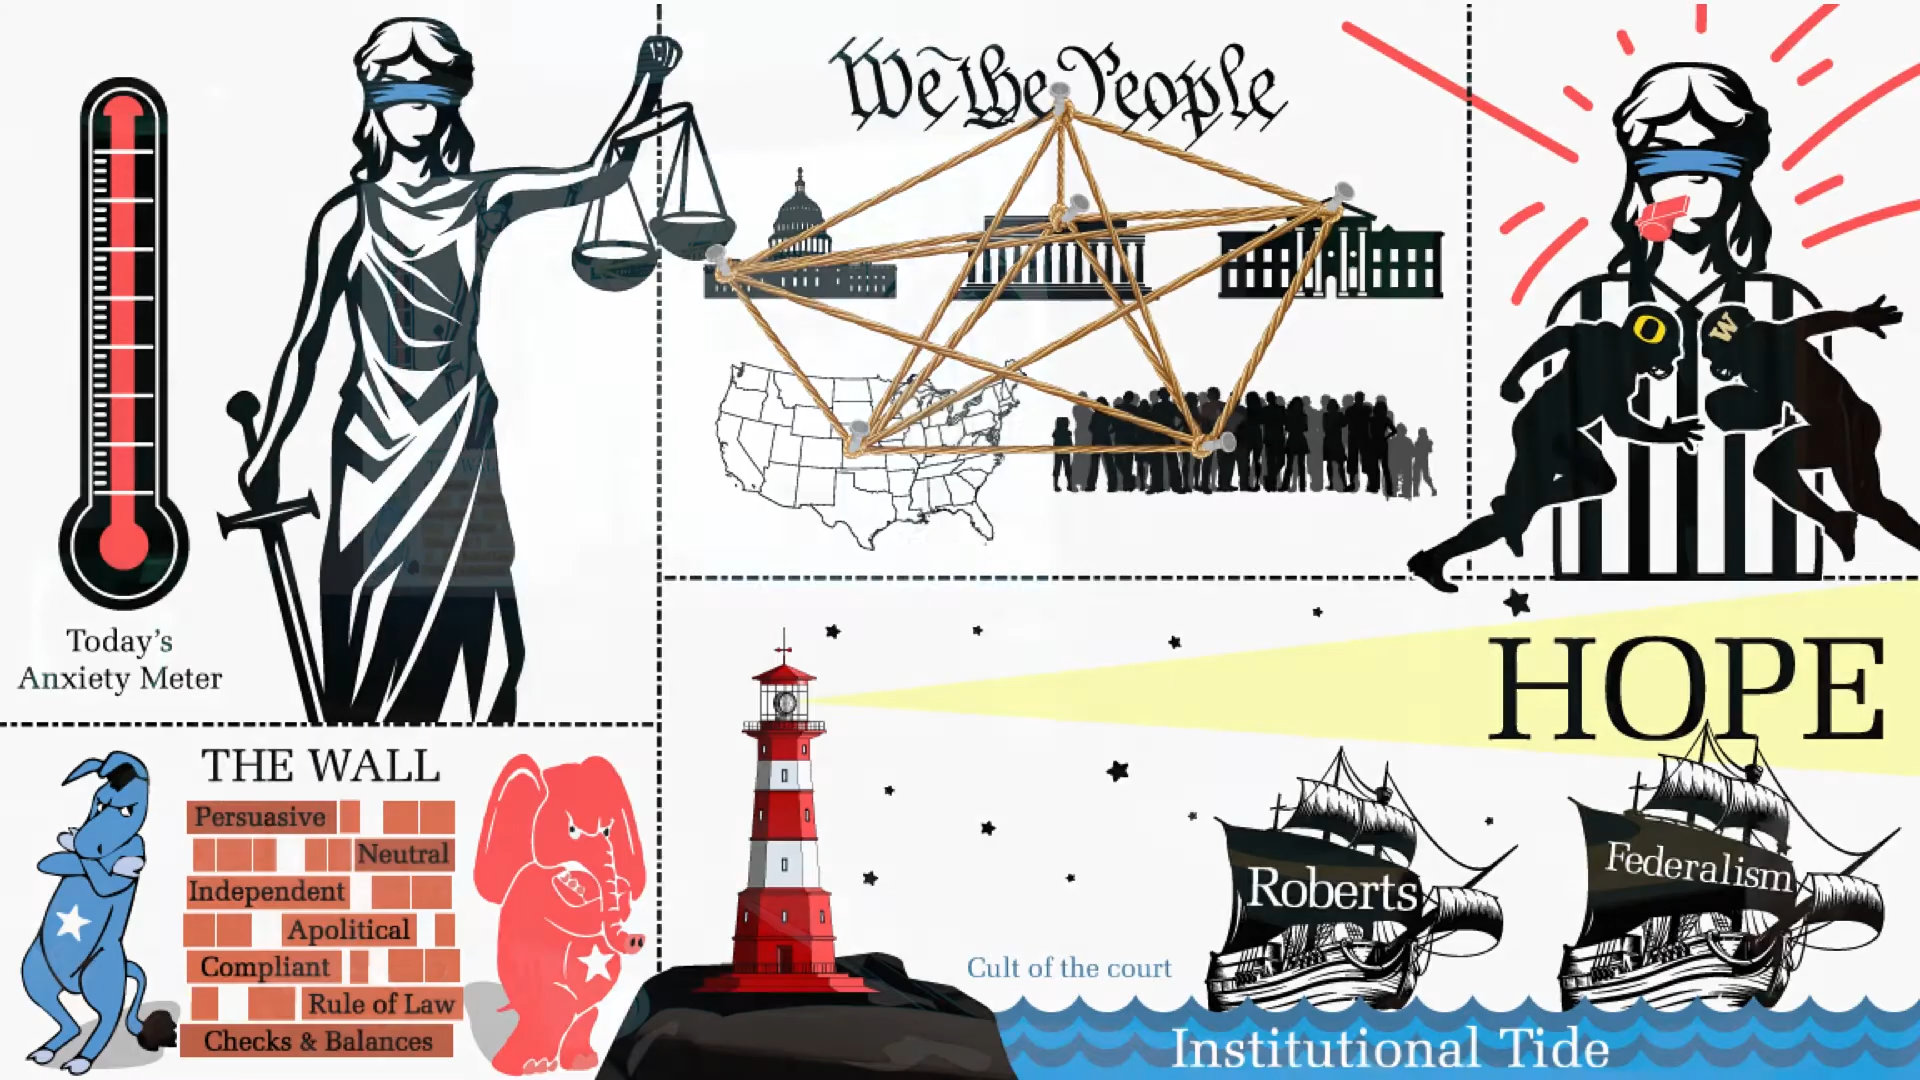 We the People
O
W
Today's
Anxiety Meter
THE WALL
Persuasive
Neutral
Independent
Apolitical
Compliant
Rule of Law
Checks & Balances
HOPE
Roberts
Federalism
Cult of the court
Institutional Tide